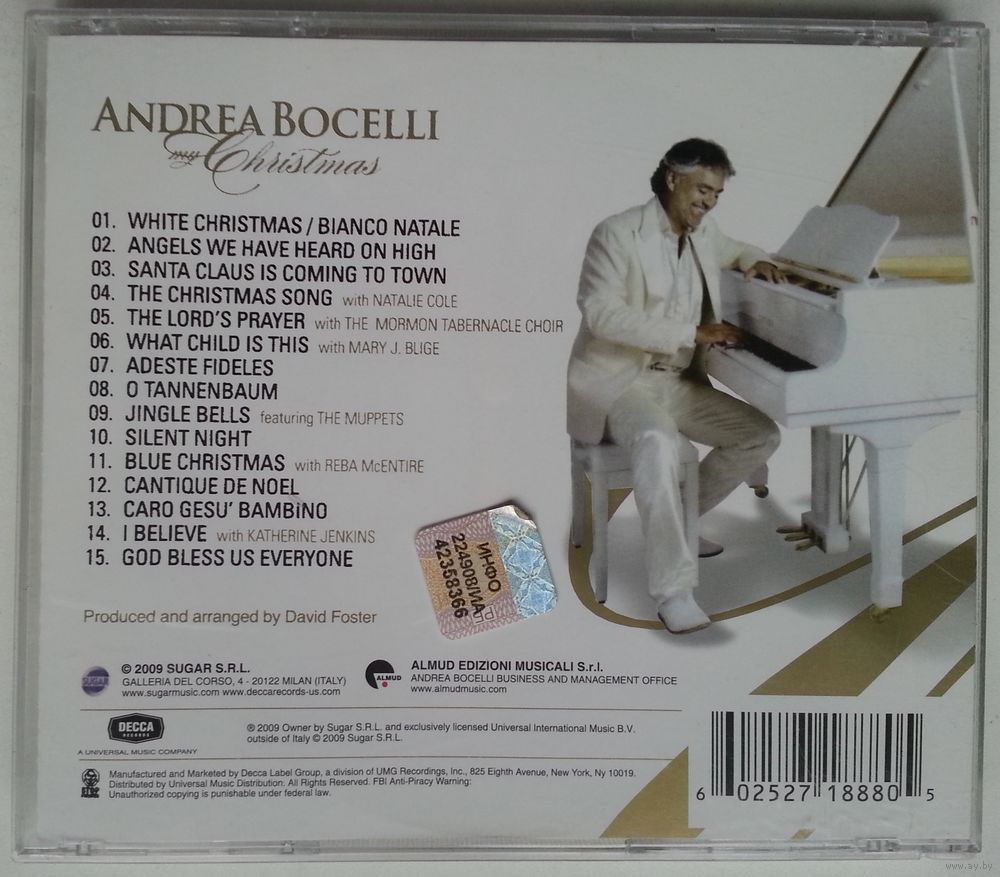 ANDREA BOCELLI
my Christmas
01. WHITE CHRISTMAS / BIANCO NATALE
02. ANGELS WE HAVE HEARD ON HIGH
03. SANTA CLAUS IS COMING TO TOWN
04. THE CHRISTMAS SONG with NATALIE COLE
05. THE LORD'S PRAYER with THE MORMON TABERNACLE CHOIR
06. WHAT CHILD IS THIS with MARY J. BLIGE
07. ADESTE FIDELES
08. O TANNENBAUM
09. JINGLE BELLS featuring THE MUPPETS
10. SILENT NIGHT
11. BLUE CHRISTMAS with REBA McENTIRE
12. CANTIQUE DE NOEL
13. CARO GESU' BAMBINO
14. I BELIEVE with KATHERINE JENKINS
15. GOD BLESS US EVERYONE
ИНФО
224908/ИА
42358366
Produced and arranged by David Foster
SUGAR
© 2009 SUGAR S.R.L.
GALLERIA DEL CORSO, 4 - 20122 MILAN (ITALY)
www.sugarmusic.com www.deccarecords-us.com
ALMUD
ALMUD EDIZIONI MUSICALI S.r.l.
ANDREA BOCELLI BUSINESS AND MANAGEMENT OFFICE
www.almudmusic.com
DECCA
RECORDS
A UNIVERSAL MUSIC COMPANY
℗ 2009 Owner by Sugar S.R.L. and exclusively licensed Universal International Music B.V.
outside of Italy © 2009 Sugar S.R.L.
Manufactured and Marketed by Decca Label Group, a division of UMG Recordings, Inc., 825 Eighth Avenue, New York, Ny 10019.
Distributed by Universal Music Distribution. All Rights Reserved. FBI Anti-Piracy Warning:
Unauthorized copying is punishable under federal law.
6 02527 18880 5
www.ay.by